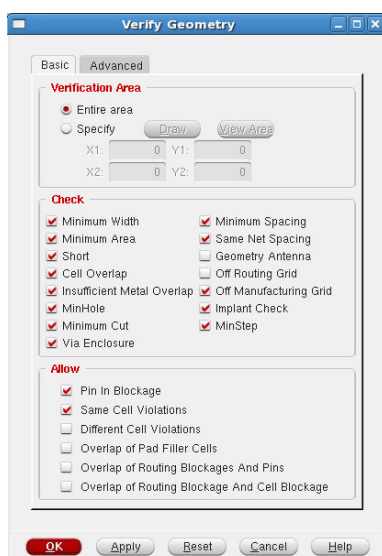 Verify Geometry
Basic Advanced
Verification Area
Entire area
Specify Draw View Area
X1: 0 Y1: 0
X2: 0 Y2: 0
Check
Minimum Width Minimum Spacing
Minimum Area Same Net Spacing
Short Geometry Antenna
Cell Overlap Off Routing Grid
Insufficient Metal Overlap Off Manufacturing Grid
MinHole Implant Check
Minimum Cut MinStep
Via Enclosure
Allow
Pin In Blockage
Same Cell Violations
Different Cell Violations
Overlap of Pad Filler Cells
Overlap of Routing Blockages And Pins
Overlap of Routing Blockage And Cell Blockage
OK Apply Reset Cancel Help